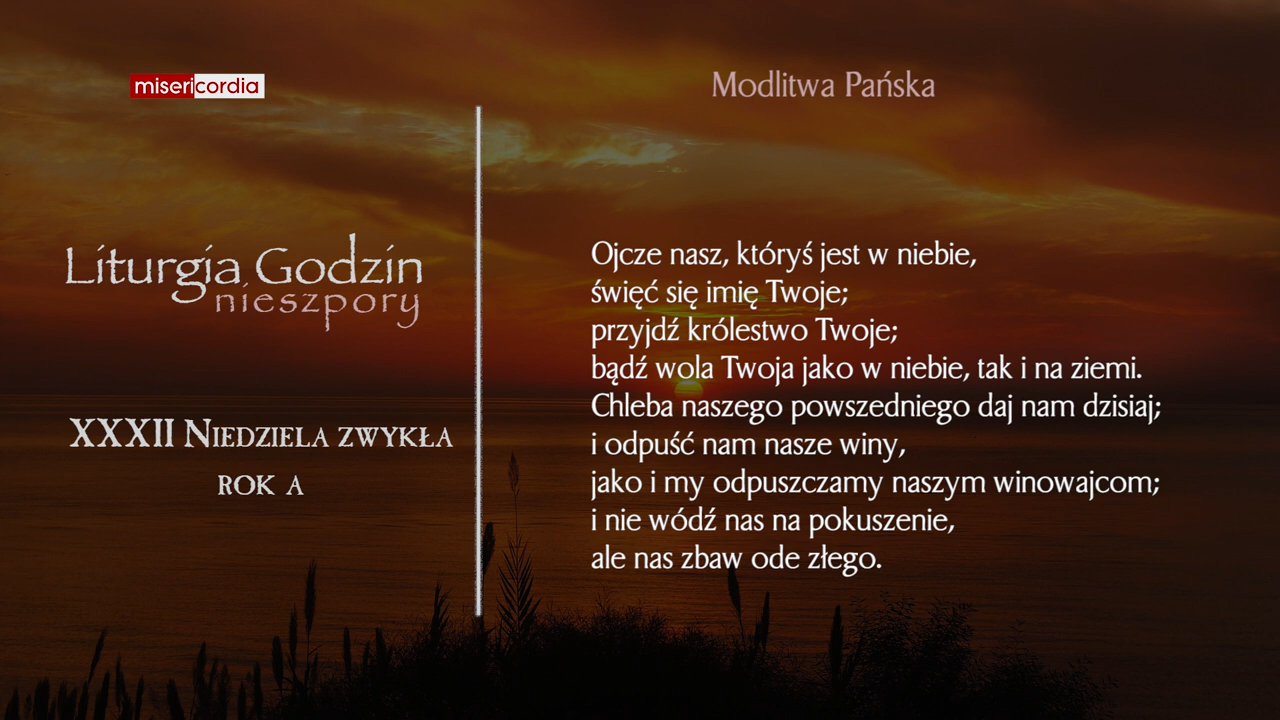 misericordia
Liturgia Godzin
nieszpory
XXXII Niedziela zwykła
rok A
Modlitwa Pańska
Ojcze nasz, któryś jest w niebie,
święć się imię Twoje;
przyjdź królestwo Twoje;
bądź wola Twoja jako w niebie, tak i na ziemi.
Chleba naszego powszedniego daj nam dzisiaj;
i odpuść nam nasze winy,
jako i my odpuszczamy naszym winowajcom;
i nie wódź nas na pokuszenie,
ale nas zbaw ode złego.